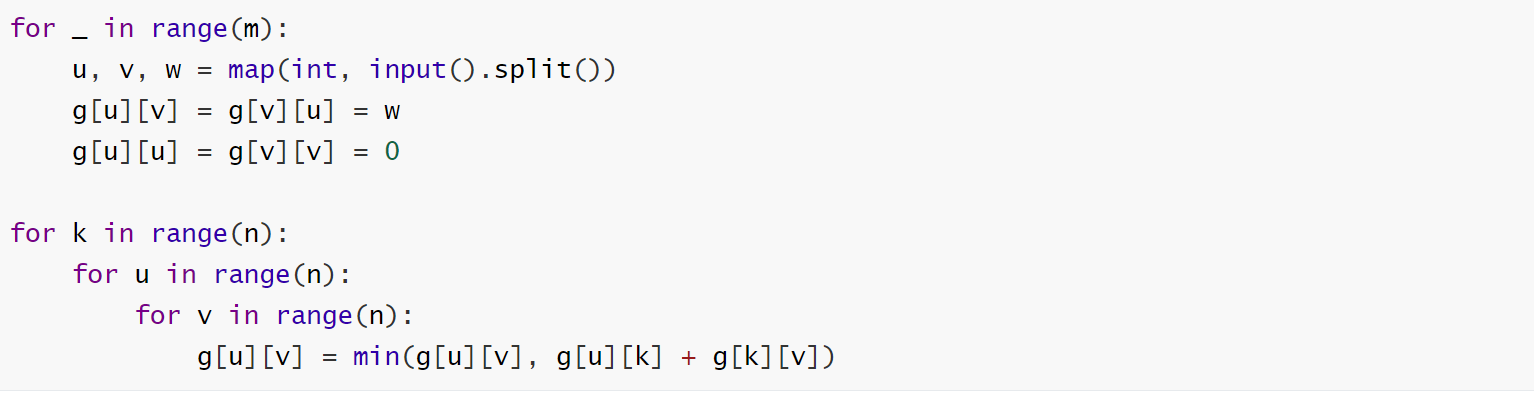 for _ in range(m):
    u, v, w = map(int, input().split())
    g[u][v] = g[v][u] = w
    g[u][u] = g[v][v] = 0

for k in range(n):
    for u in range(n):
        for v in range(n):
            g[u][v] = min(g[u][v], g[u][k] + g[k][v])